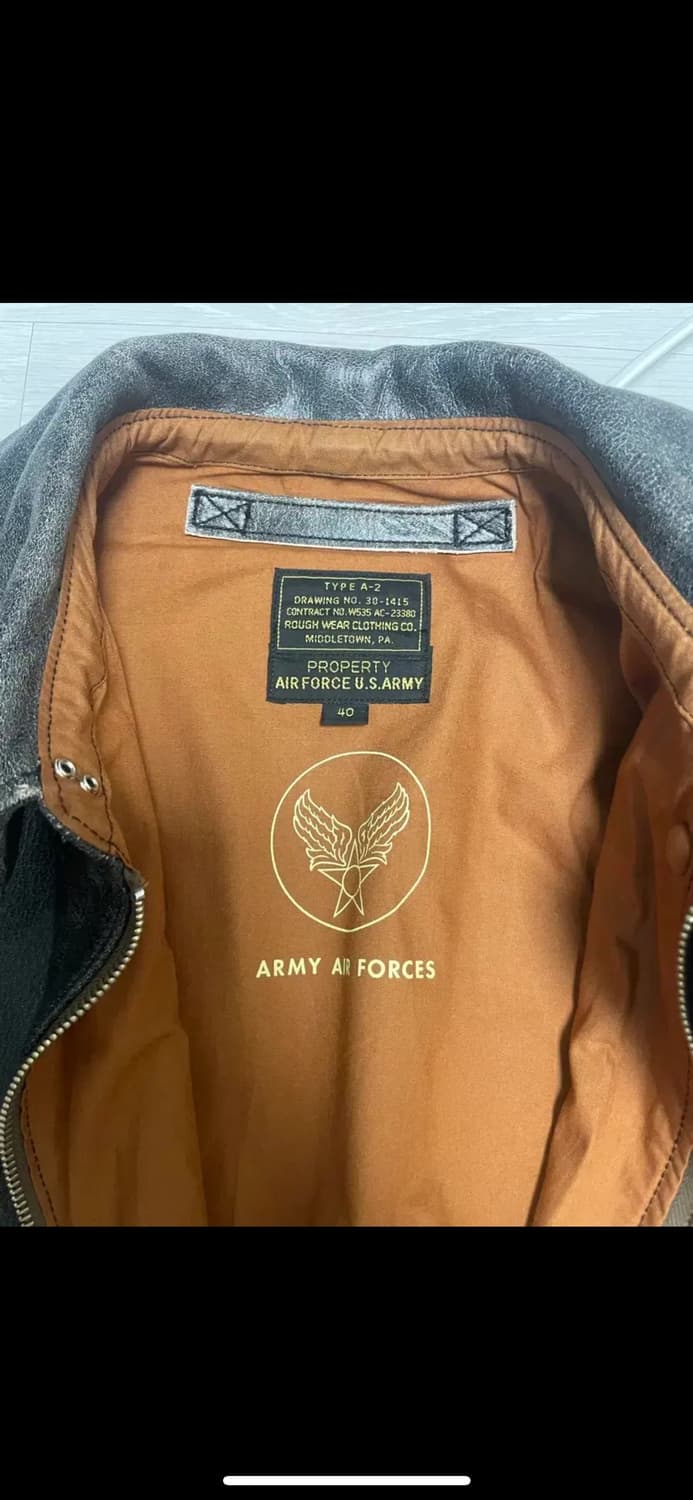 TYPE A-2
DRAWING NO. 30-1415
CONTRACT NO.W535 AC-23380
ROUGH WEAR CLOTHING CO.
MIDDLETOWN, PA.
PROPERTY
AIR FORCE U.S.ARMY
40
ARMY AIR FORCES